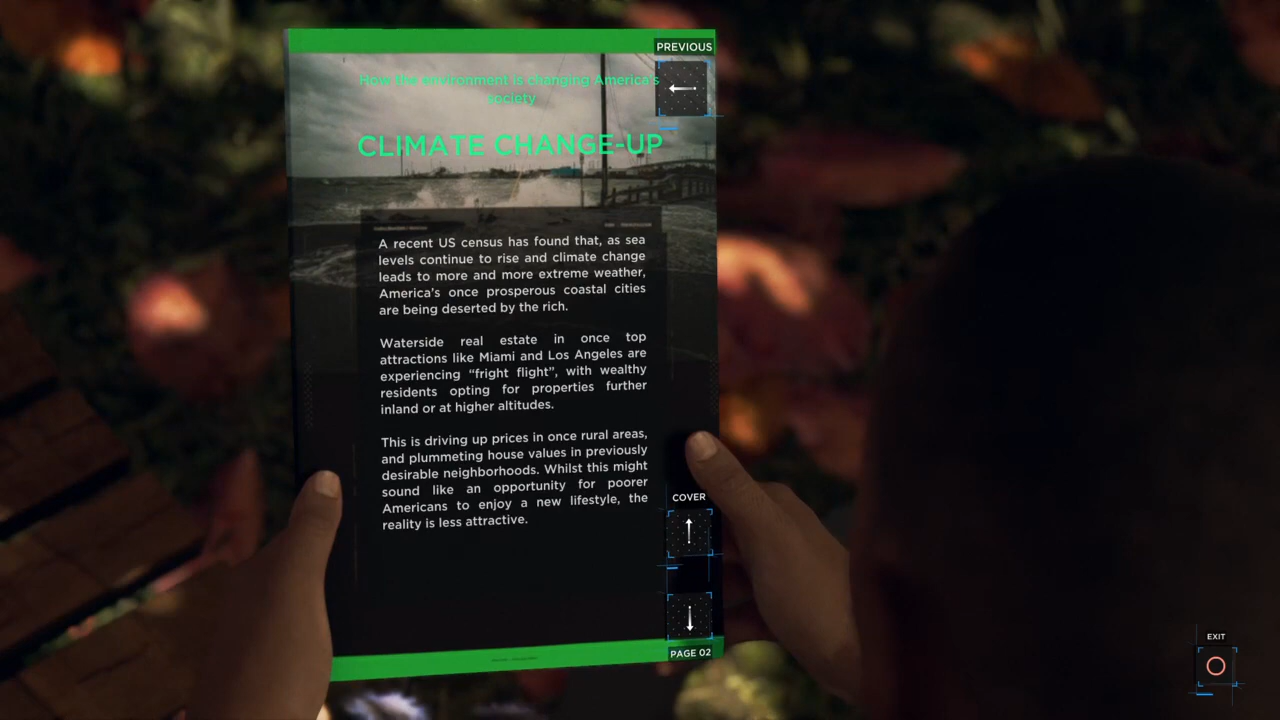 PREVIOUS
How the environment is changing America's
society
CLIMATE CHANGE-UP
A recent US census has found that, as sea
levels continue to rise and climate change
leads to more and more extreme weather,
America's once prosperous coastal cities
are being deserted by the rich.
Waterside real estate in once top
attractions like Miami and Los Angeles are
experiencing “fright flight”, with wealthy
residents opting for properties further
inland or at higher altitudes.
This is driving up prices in once rural areas,
and plummeting house values in previously
desirable neighborhoods. Whilst this might
sound like an opportunity for poorer
Americans to enjoy a new lifestyle, the
reality is less attractive.
COVER
PAGE 02
EXIT